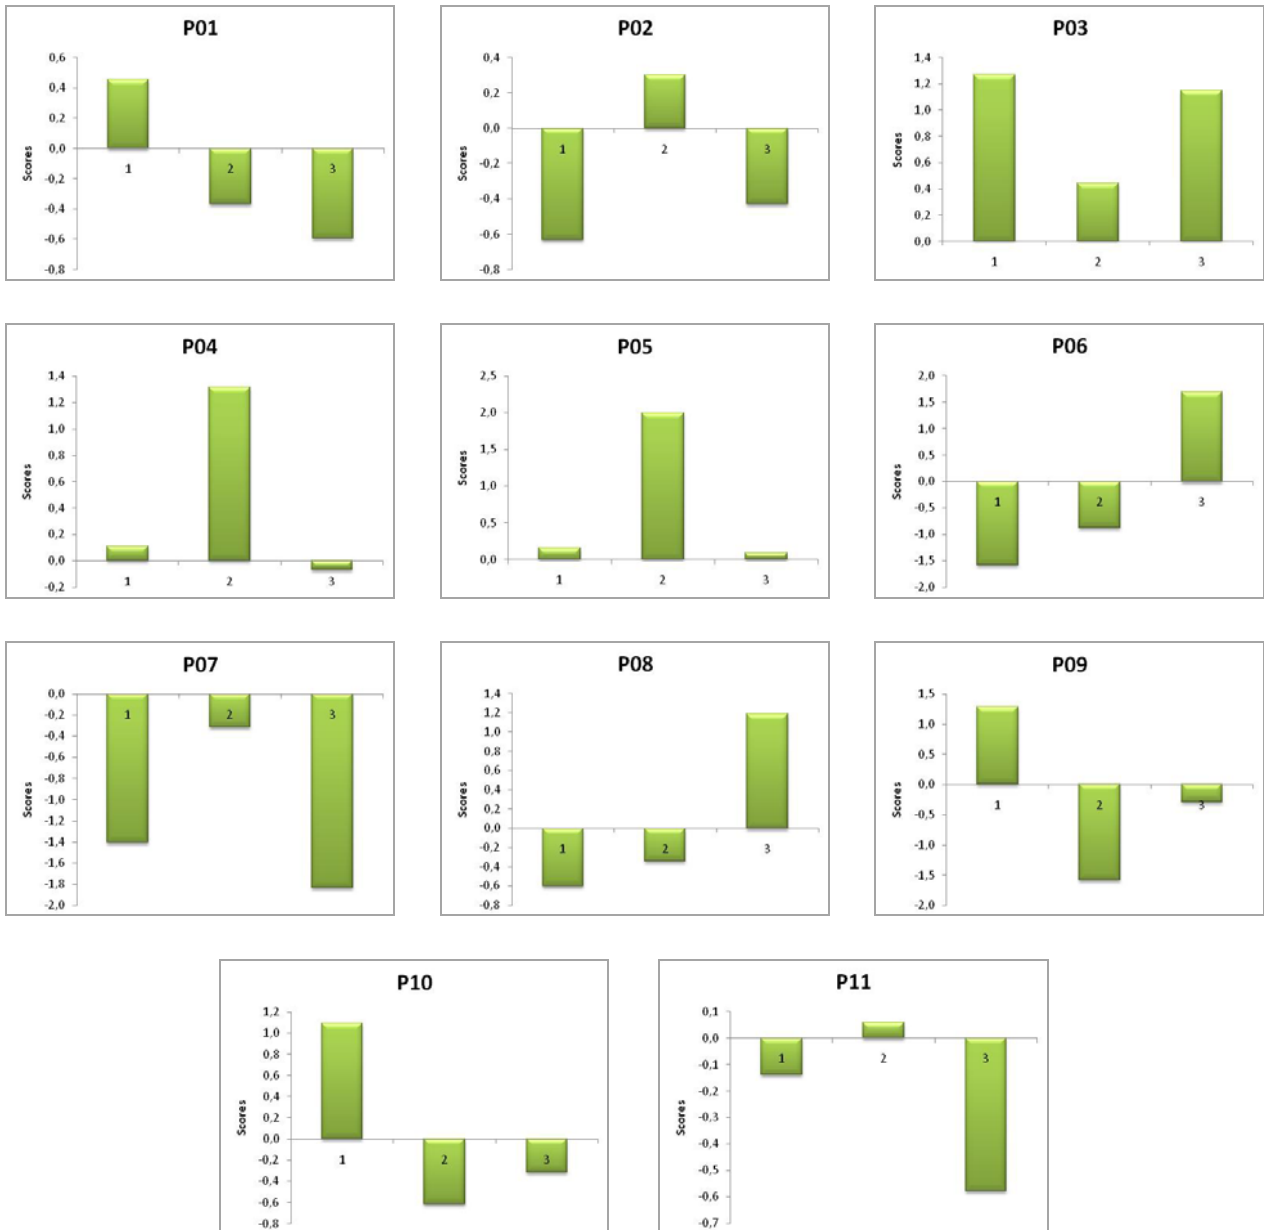 P01
0,6
0,4
0,2
0,0
-0,2
-0,4
-0,6
-0,8
Scores
1 2 3
P02
0,4
0,2
0,0
-0,2
-0,4
-0,6
-0,8
Scores
1 2 3
P03
1,4
1,2
1,0
0,8
0,6
0,4
0,2
0,0
Scores
1 2 3
P04
1,4
1,2
1,0
0,8
0,6
0,4
0,2
0,0
-0,2
Scores
1 2 3
P05
2,5
2,0
1,5
1,0
0,5
0,0
Scores
1 2 3
P06
2,0
1,5
1,0
0,5
0,0
-0,5
-1,0
-1,5
-2,0
Scores
1 2 3
P07
0,0
-0,2
-0,4
-0,6
-0,8
-1,0
-1,2
-1,4
-1,6
-1,8
-2,0
Scores
1 2 3
P08
1,4
1,2
1,0
0,8
0,6
0,4
0,2
0,0
-0,2
-0,4
-0,6
-0,8
Scores
1 2 3
P09
1,5
1,0
0,5
0,0
-0,5
-1,0
-1,5
-2,0
Scores
1 2 3
P10
1,2
1,0
0,8
0,6
0,4
0,2
0,0
-0,2
-0,4
-0,6
-0,8
Scores
1 2 3
P11
0,1
0,0
-0,1
-0,2
-0,3
-0,4
-0,5
-0,6
-0,7
Scores
1 2 3